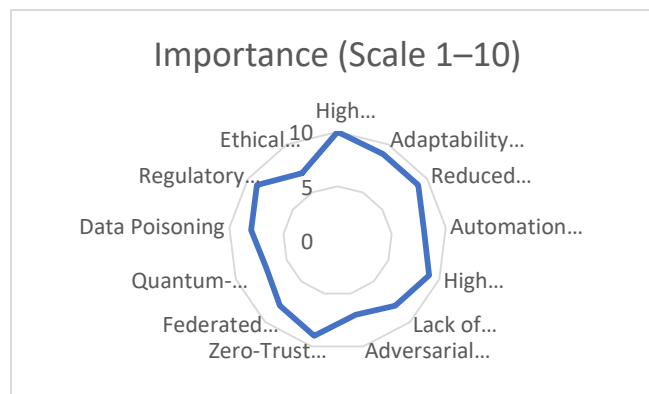 Importance (Scale 1–10)
High...
10
Ethical...
Adaptability...
Regulatory...
Reduced...
5
Data Poisoning
0
Automation...
Quantum-...
High...
Federated...
Lack of...
Zero-Trust...
Adversarial...